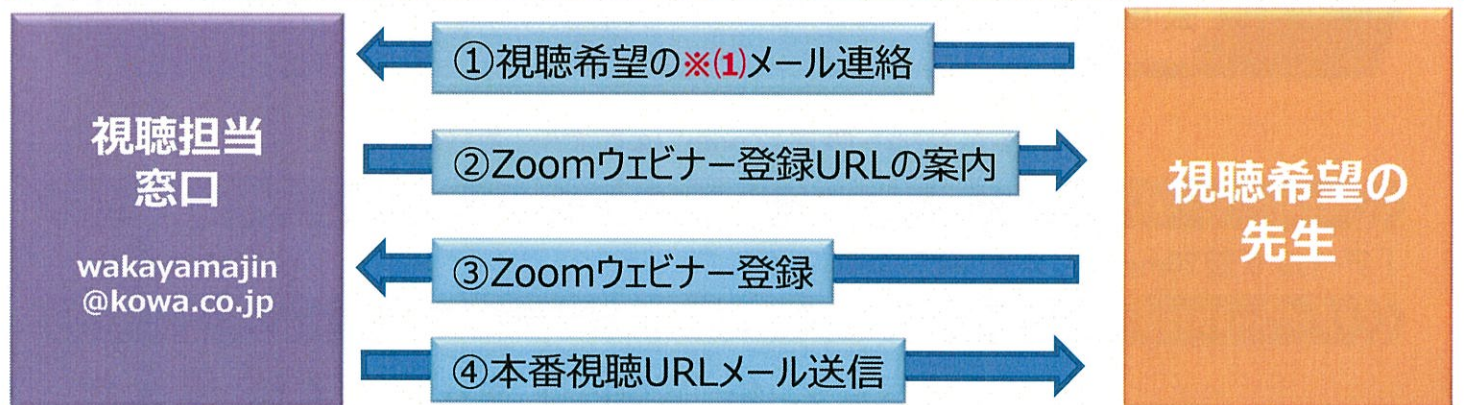 視聴担当
窓口
wakayamajin
@kowa.co.jp
①視聴希望の※(1)メール連絡
②Zoomウェビナー登録URLの案内
③Zoomウェビナー登録
④本番視聴URLメール送信
視聴希望の
先生